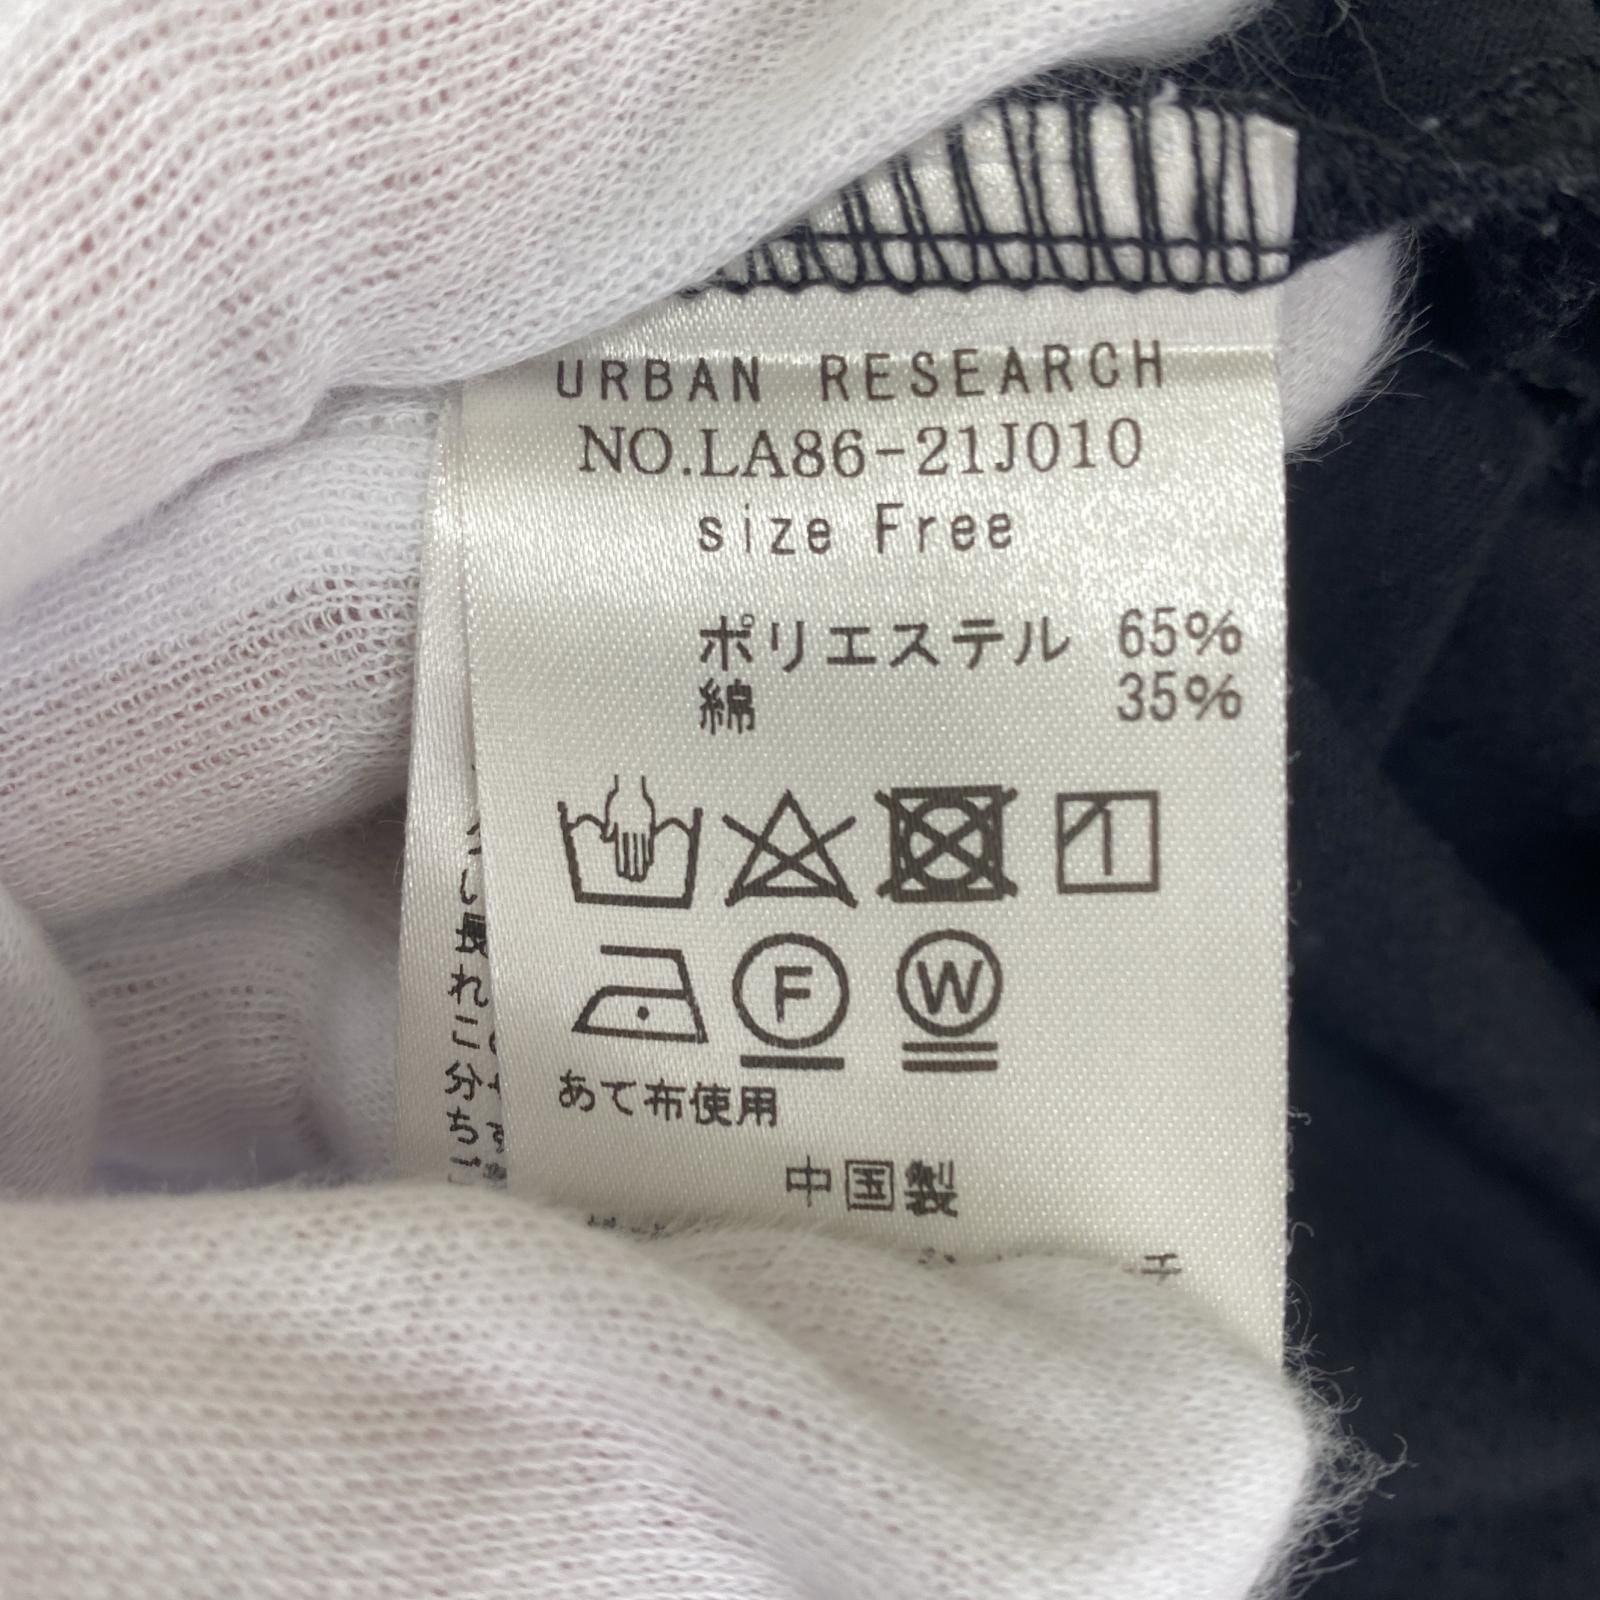 URBAN RESEARCH
NO.LA86-21J010
size Free
ポリエステル 65%
綿 35%
F W
あて布使用
中国製